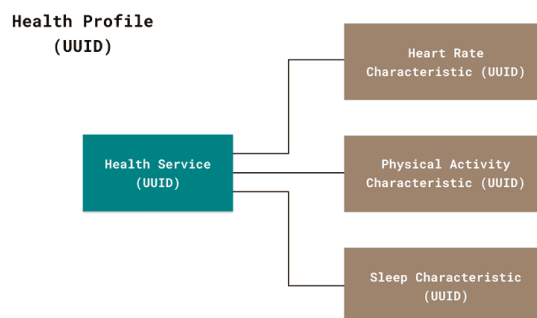 Health Profile
(UUID)
Heart Rate
Characteristic (UUID)
Health Service
(UUID)
Physical Activity
Characteristic (UUID)
Sleep Characteristic
(UUID)